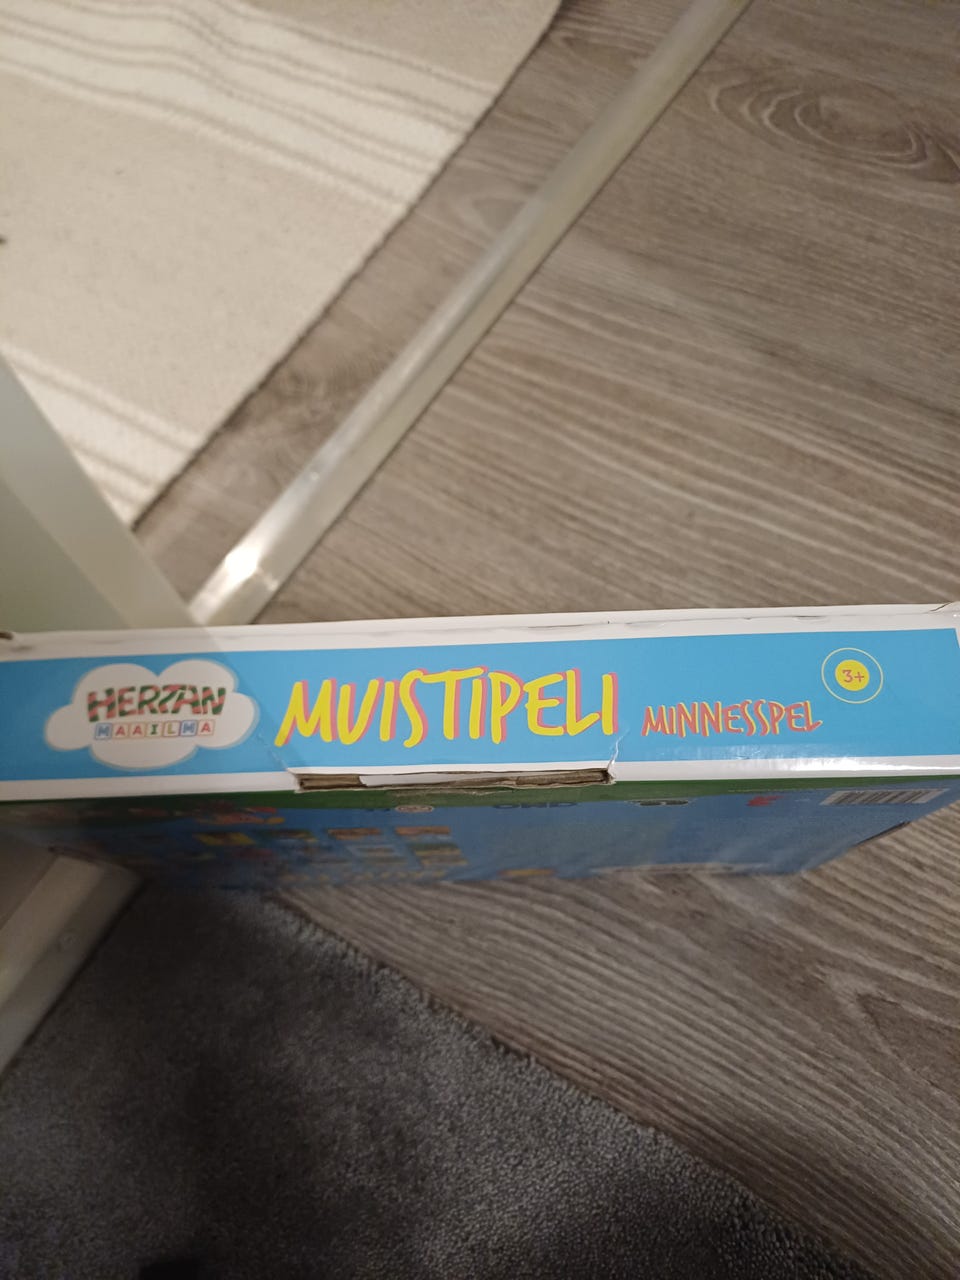 HERTAN
MAAILMA
MUISTIPELI
MINNESSPEL
3+